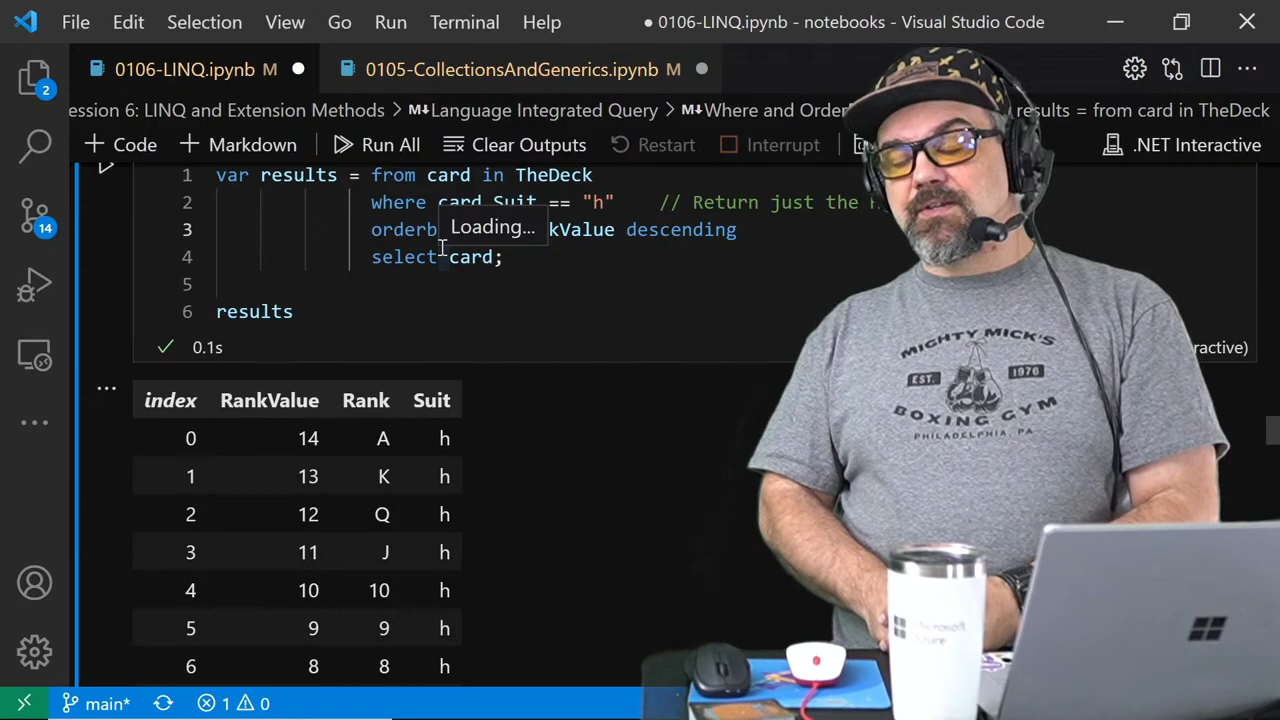 File Edit Selection View Go Run Terminal Help
0106-LINQ.ipynb - notebooks - Visual Studio Code
0106-LINQ.ipynb M
0105-CollectionsAndGenerics.ipynb M
ession 6: LINQ and Extension Methods > Language Integrated Query > Where and Order results = from card in TheDeck
Code Markdown Run All Clear Outputs Restart Interrupt .NET Interactive
1 var results = from card in TheDeck
2 where card.Suit == "h" // Return just the
3 orderb kValue descending
Loading...
4 select card;
5
6 results
0.1s
ractive)
index RankValue Rank Suit
0 14 A h
1 13 K h
2 12 Q h
3 11 J h
4 10 10 h
5 9 9 h
6 8 8 h
main* 1 0
2
14
MIGHTY MICK'S
EST. 1976
BOXING GYM
PHILADELPHIA, PA
Microsoft